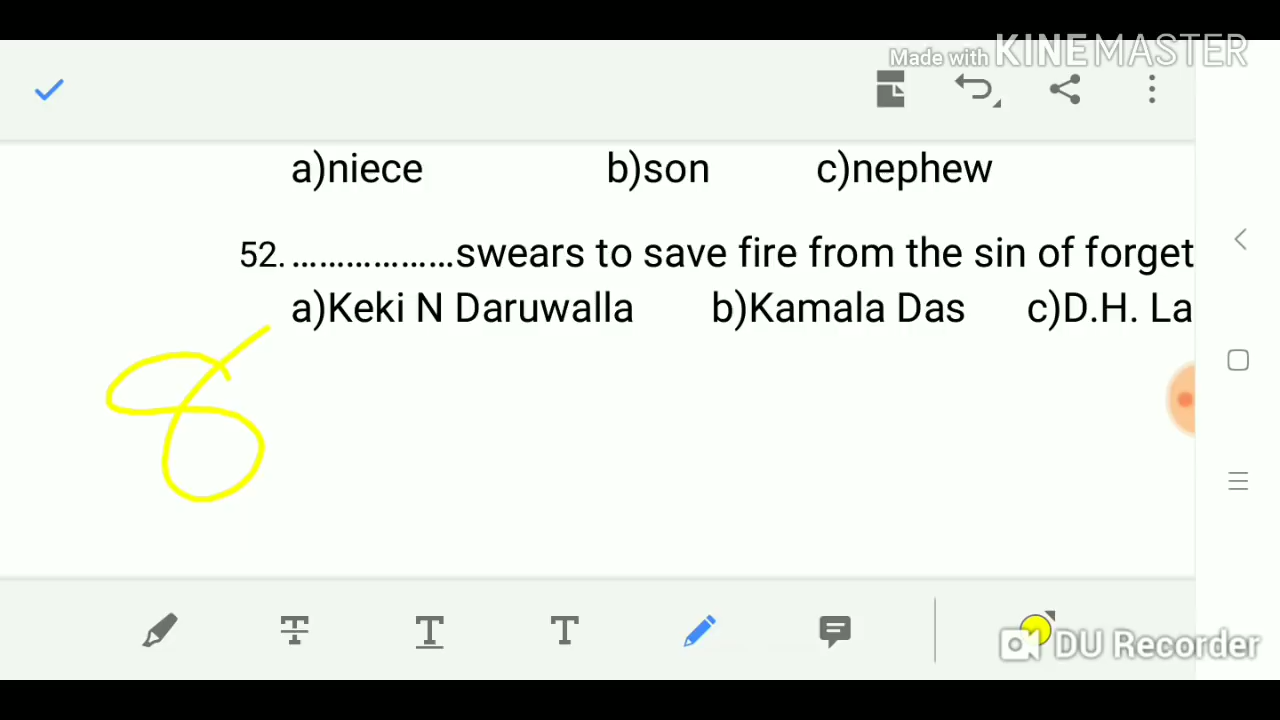 Made with KINEMASTER
a)niece b)son c)nephew
52. ………………swears to save fire from the sin of forget
a)Keki N Daruwalla b)Kamala Das c)D.H. La
8
DU Recorder